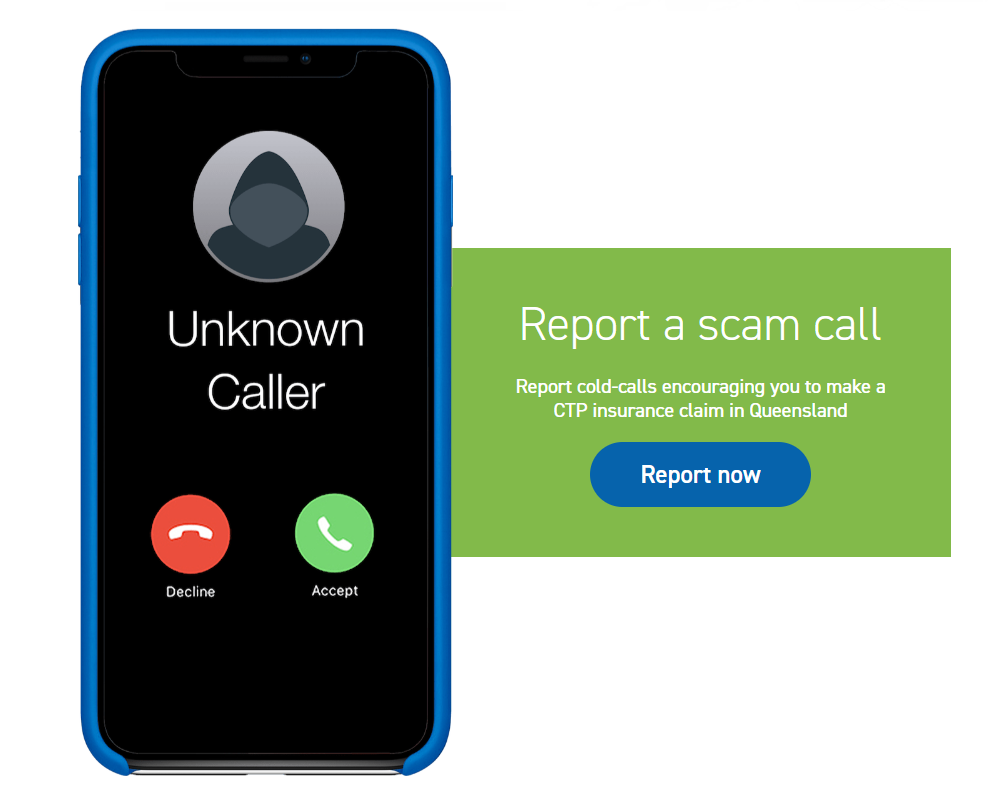 Unknown
Caller
Decline
Accept
Report a scam call
Report cold-calls encouraging you to make a
CTP insurance claim in Queensland
Report now